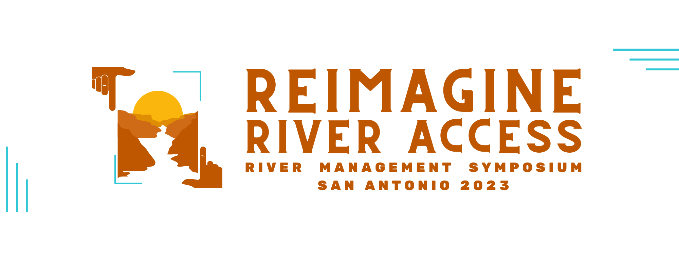 REIMAGINE
RIVER ACCESS
RIVER MANAGEMENT SYMPOSIUM
SAN ANTONIO 2023